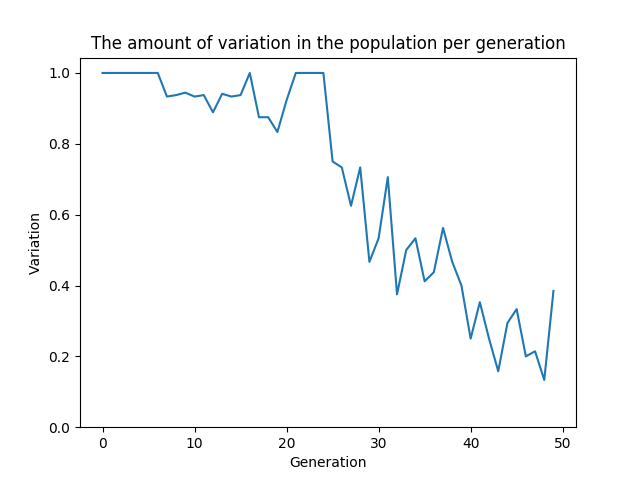 The amount of variation in the population per generation
1.0
0.8
0.6
0.4
0.2
0.0
Variation
0 10 20 30 40 50
Generation